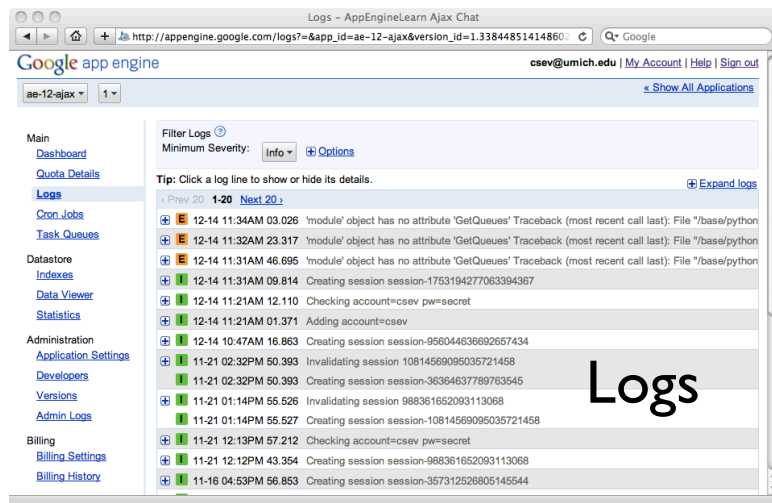 Logs – AppEngineLearn Ajax Chat
http://appengine.google.com/logs?=&app_id=ae-12-ajax&version_id=1.338448514148602
Google
Google app engine
csev@umich.edu | My Account | Help | Sign out
ae-12-ajax 1
« Show All Applications
Main
Dashboard
Quota Details
Logs
Cron Jobs
Task Queues
Datastore
Indexes
Data Viewer
Statistics
Administration
Application Settings
Developers
Versions
Admin Logs
Billing
Billing Settings
Billing History
Filter Logs ?
Minimum Severity: Info Options
Tip: Click a log line to show or hide its details.
Expand logs
‹ Prev 20 1-20 Next 20 ›
E 12-14 11:34AM 03.026 'module' object has no attribute 'GetQueues' Traceback (most recent call last): File "/base/python
E 12-14 11:32AM 23.317 'module' object has no attribute 'GetQueues' Traceback (most recent call last): File "/base/python
E 12-14 11:31AM 46.695 'module' object has no attribute 'GetQueues' Traceback (most recent call last): File "/base/python
I 12-14 11:31AM 09.814 Creating session session-1753194277063394367
I 12-14 11:21AM 12.110 Checking account=csev pw=secret
I 12-14 11:21AM 01.371 Adding account=csev
I 12-14 10:47AM 16.863 Creating session session-956044636692657434
I 11-21 02:32PM 50.393 Invalidating session 10814569095035721458
I 11-21 02:32PM 50.393 Creating session session-36364637789763545
I 11-21 01:14PM 55.526 Invalidating session 988361652093113068
I 11-21 01:14PM 55.527 Creating session session-10814569095035721458
I 11-21 12:13PM 57.212 Checking account=csev pw=secret
I 11-21 12:12PM 43.354 Creating session session-988361652093113068
I 11-16 04:53PM 56.853 Creating session session-357312526805145544
Logs